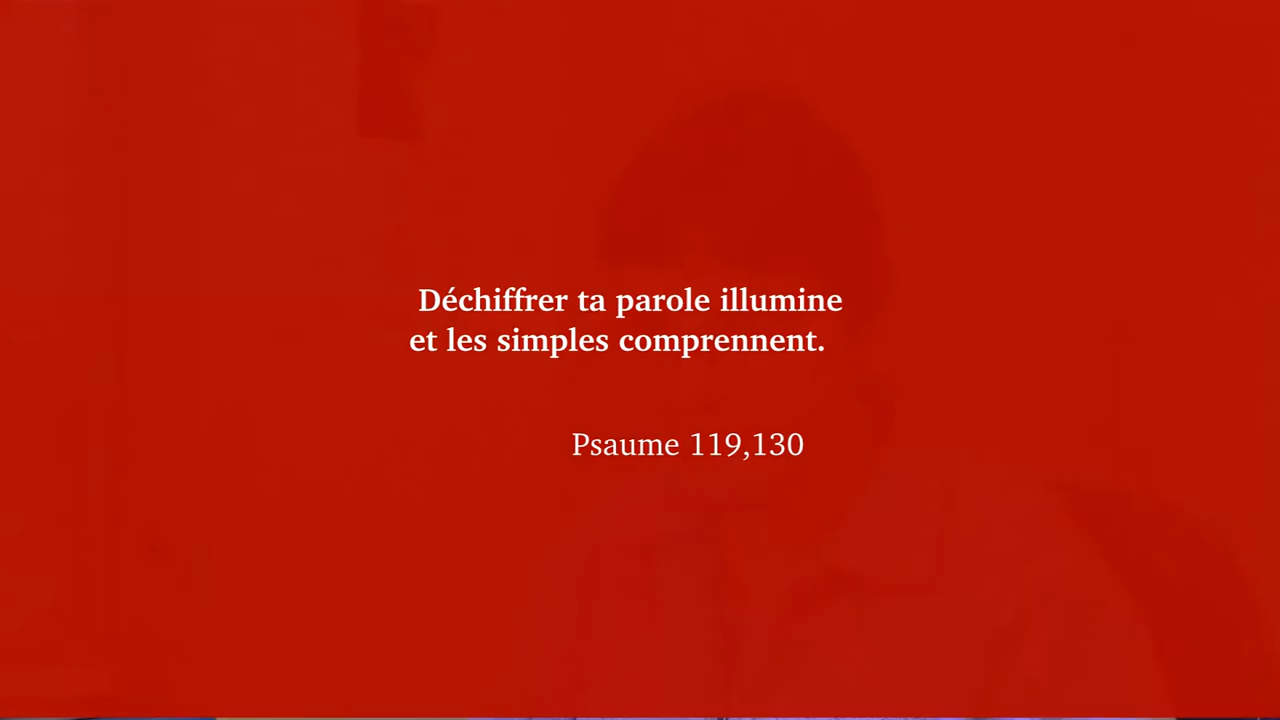 Déchiffrer ta parole illumine
et les simples comprennent.
Psaume 119,130